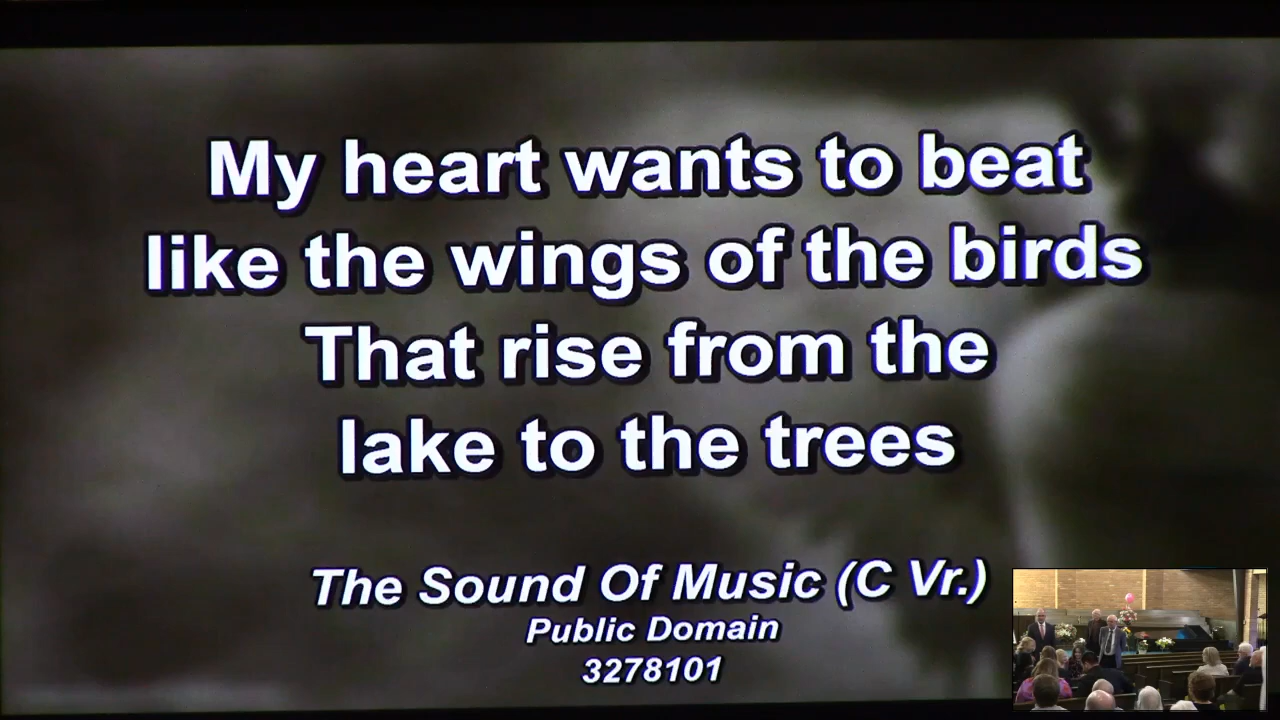 My heart wants to beat
like the wings of the birds
That rise from the
lake to the trees
The Sound Of Music (C Vr.)
Public Domain
3278101